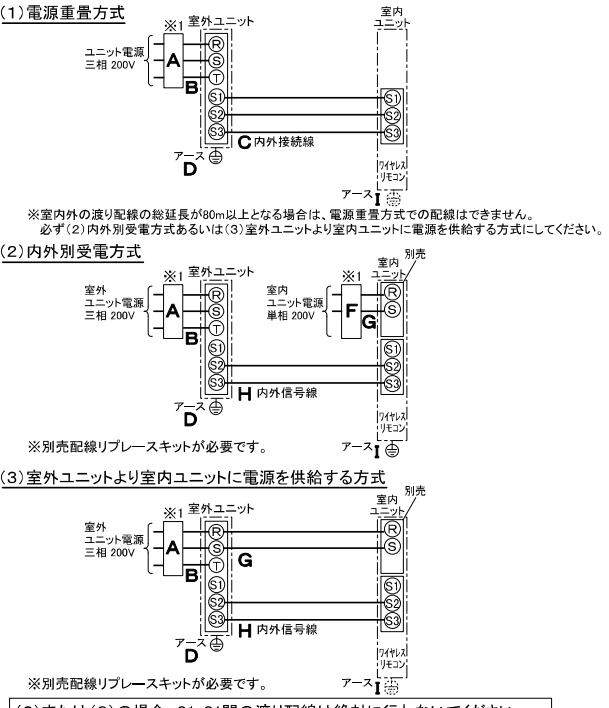 (1)電源重畳方式
※1
室外ユニット
室内
ユニット
ユニット電源
三相 200V
A
B
R
S
T
S1
S2
S3
S1
S2
S3
C 内外接続線
アース
D
ワイヤレス
リモコン
アース I
※室内外の渡り配線の総延長が80m以上となる場合は、電源重畳方式での配線はできません。
必ず(2)内外別受電方式あるいは(3)室外ユニットより室内ユニットに電源を供給する方式にしてください。
(2)内外別受電方式
※1
室外ユニット
※1
室内
ユニット
別売
室外
ユニット電源
三相 200V
A
B
R
S
T
S1
S2
S3
室内
ユニット電源
単相 200V
F
G
R
S
S1
S2
S3
H 内外信号線
アース
D
ワイヤレス
リモコン
アース I
※別売配線リプレースキットが必要です。
(3)室外ユニットより室内ユニットに電源を供給する方式
※1
室外ユニット
室内
ユニット
別売
室外
ユニット電源
三相 200V
A
B
R
S
T
S1
S2
S3
G
R
S
S1
S2
S3
H 内外信号線
アース
D
ワイヤレス
リモコン
アース I
※別売配線リプレースキットが必要です。